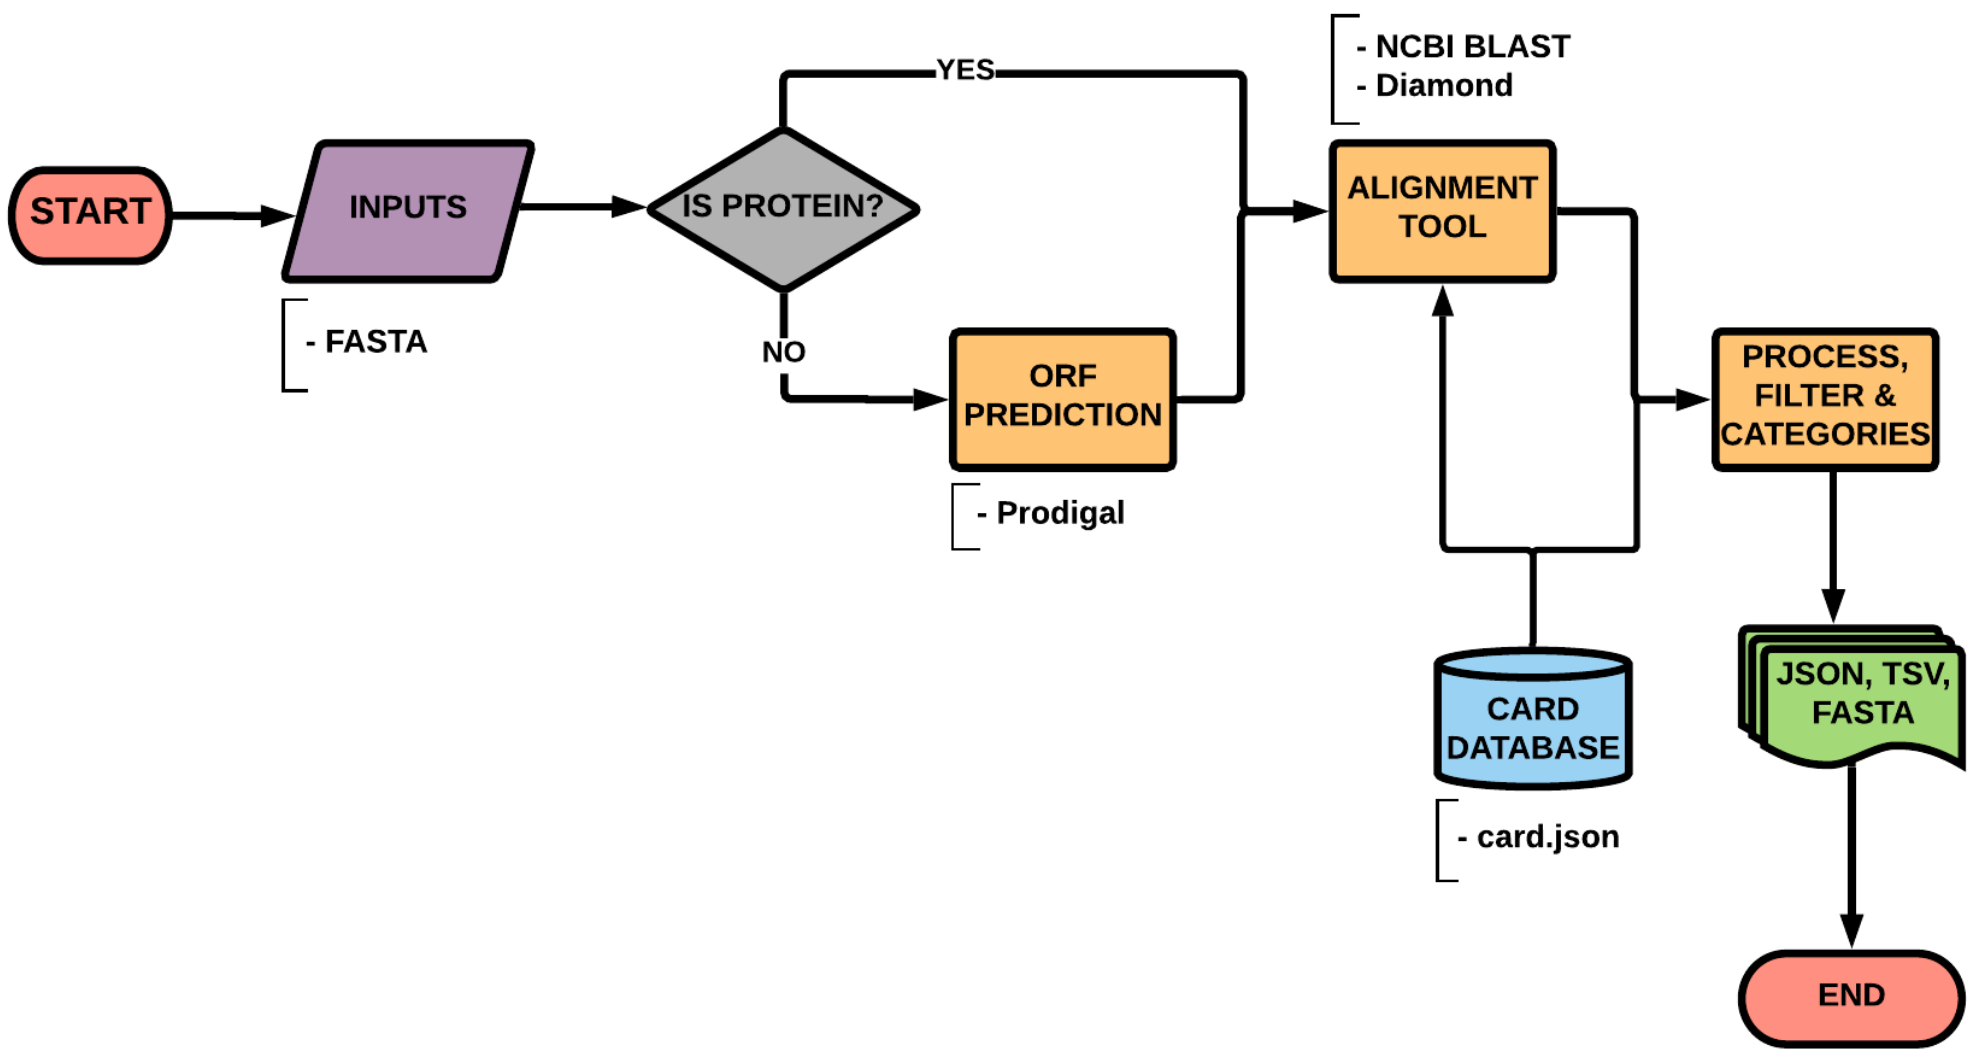 START
INPUTS
- FASTA
IS PROTEIN?
YES
NO
ORF
PREDICTION
- Prodigal
- NCBI BLAST
- Diamond
ALIGNMENT
TOOL
CARD
DATABASE
- card.json
PROCESS,
FILTER &
CATEGORIES
JSON, TSV,
FASTA
END